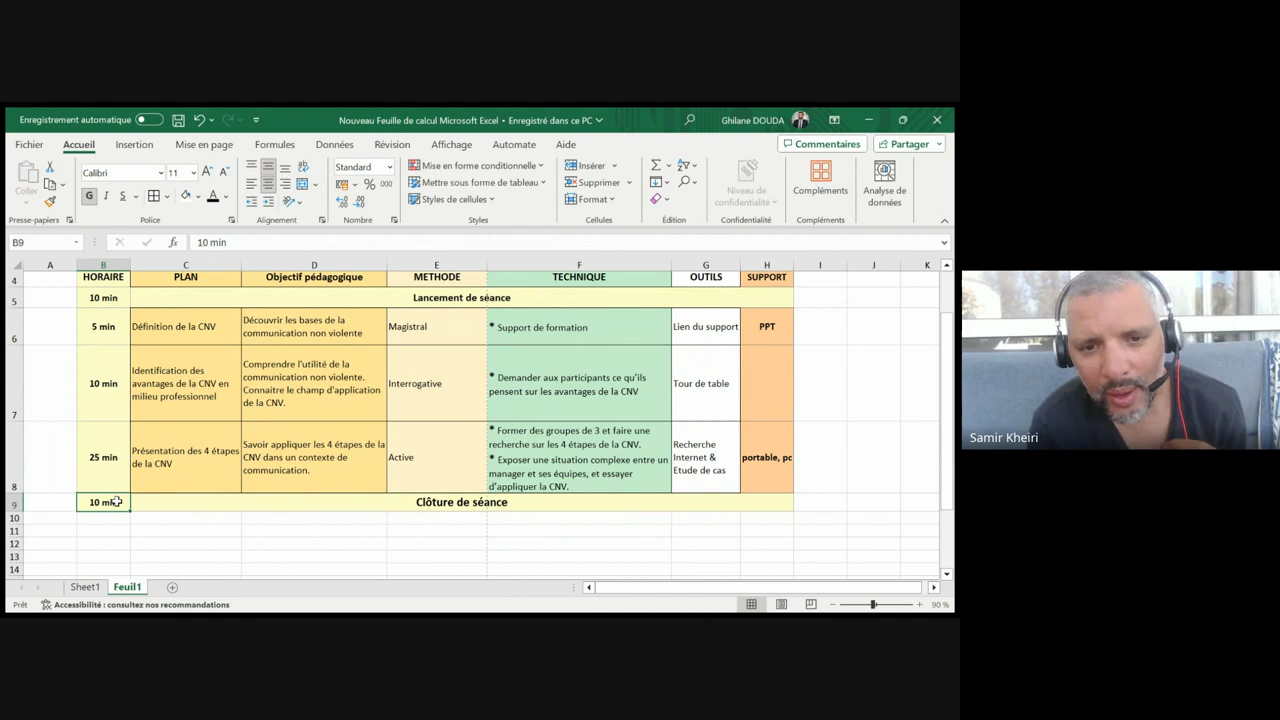 Enregistrement automatique
Nouveau Feuille de calcul Microsoft Excel • Enregistré dans ce PC
Ghilane DOUDA
Fichier Accueil Insertion Mise en page Formules Données Révision Affichage Automate Aide
Commentaires Partager
Coller
Calibri 11
G I S
Standard
% 000
Mise en forme conditionnelle
Mettre sous forme de tableau
Styles de cellules
Insérer
Supprimer
Format
Niveau de confidentialité
Compléments
Analyse de données
Presse-papiers Police Alignement Nombre Styles Cellules Édition Confidentialité Compléments
B9 fx 10 min
A B C D E F G H I J K
4 HORAIRE PLAN Objectif pédagogique METHODE TECHNIQUE OUTILS SUPPORT
5 10 min Lancement de séance
6 5 min Définition de la CNV
Découvrir les bases de la
communication non violente
Magistral
* Support de formation
Lien du support
PPT
7 10 min
Identification des
avantages de la CNV en
milieu professionnel
Comprendre l'utilité de la
communication non violente.
Connaitre le champ d'application
de la CNV.
Interrogative
* Demander aux participants ce qu'ils
pensent sur les avantages de la CNV
Tour de table
8 25 min
Présentation des 4 étapes
de la CNV
Savoir appliquer les 4 étapes de la
CNV dans un contexte de
communication.
Active
* Former des groupes de 3 et faire une
recherche sur les 4 étapes de la CNV.
* Exposer une situation complexe entre un
manager et ses équipes, et essayer
d'appliquer la CNV.
Recherche
Internet &
Etude de cas
portable, pc
9 10 min Clôture de séance
10
11
12
13
14
Sheet1 Feuil1
Prêt Accessibilité : consultez nos recommandations
90 %
Samir Kheiri